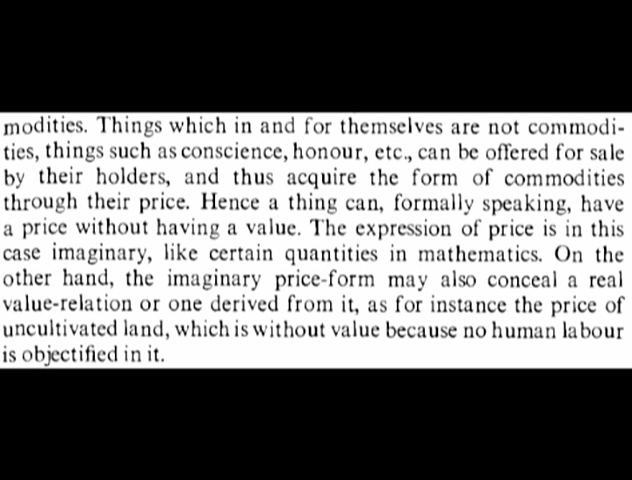 modities. Things which in and for themselves are not commodi-
ties, things such as conscience, honour, etc., can be offered for sale
by their holders, and thus acquire the form of commodities
through their price. Hence a thing can, formally speaking, have
a price without having a value. The expression of price is in this
case imaginary, like certain quantities in mathematics. On the
other hand, the imaginary price-form may also conceal a real
value-relation or one derived from it, as for instance the price of
uncultivated land, which is without value because no human labour
is objectified in it.